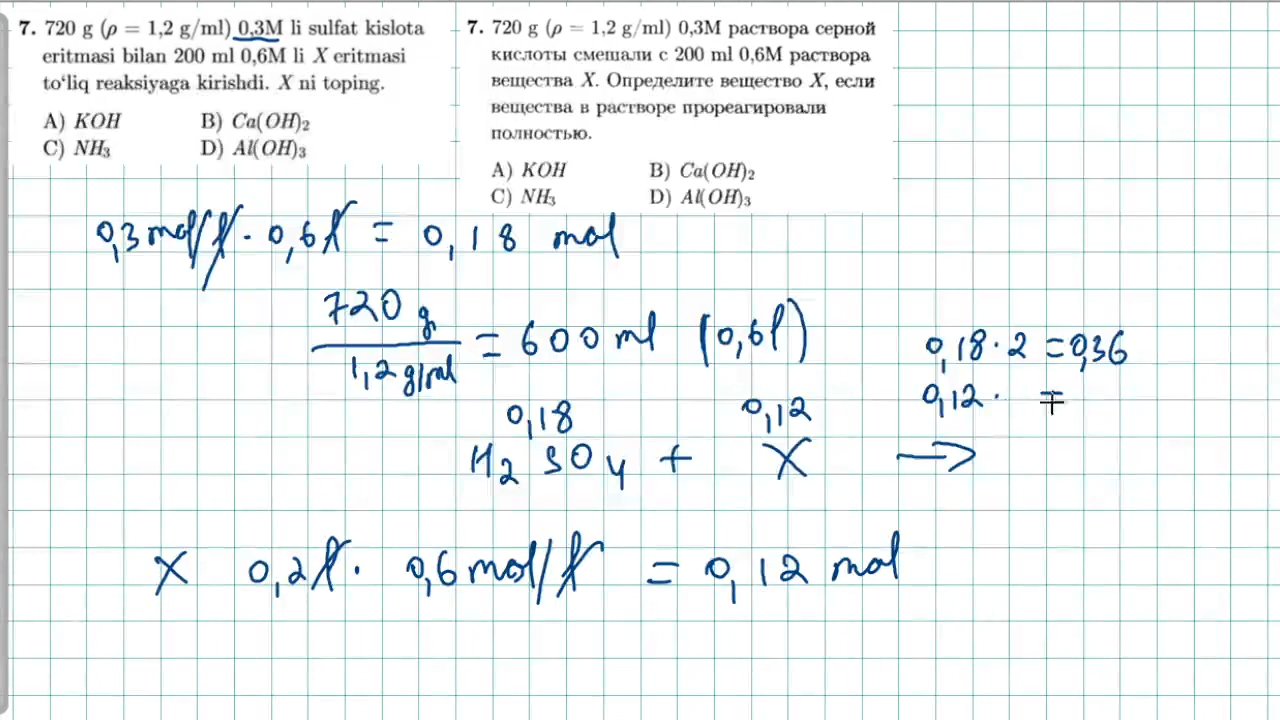 7. 720 g (ρ = 1,2 g/ml) 0,3M li sulfat kislota
eritmasi bilan 200 ml 0,6M li X eritmasi
to‘liq reaksiyaga kirishdi. X ni toping.
A) KOH B) Ca(OH)₂
C) NH₃ D) Al(OH)₃
7. 720 g (ρ = 1,2 g/ml) 0,3M раствора серной
кислоты смешали с 200 ml 0,6M раствора
вещества X. Определите вещество X, если
вещества в растворе прореагировали
полностью.
A) KOH B) Ca(OH)₂
C) NH₃ D) Al(OH)₃
0,3 mol/l · 0,6 l = 0,18 mol
720 g
1,2 g/ml
= 600 ml (0,6 l)
0,18 · 2 = 0,36
0,12 · =
0,18 0,12
H₂SO₄ + X →
X 0,2 l · 0,6 mol/l = 0,12 mol